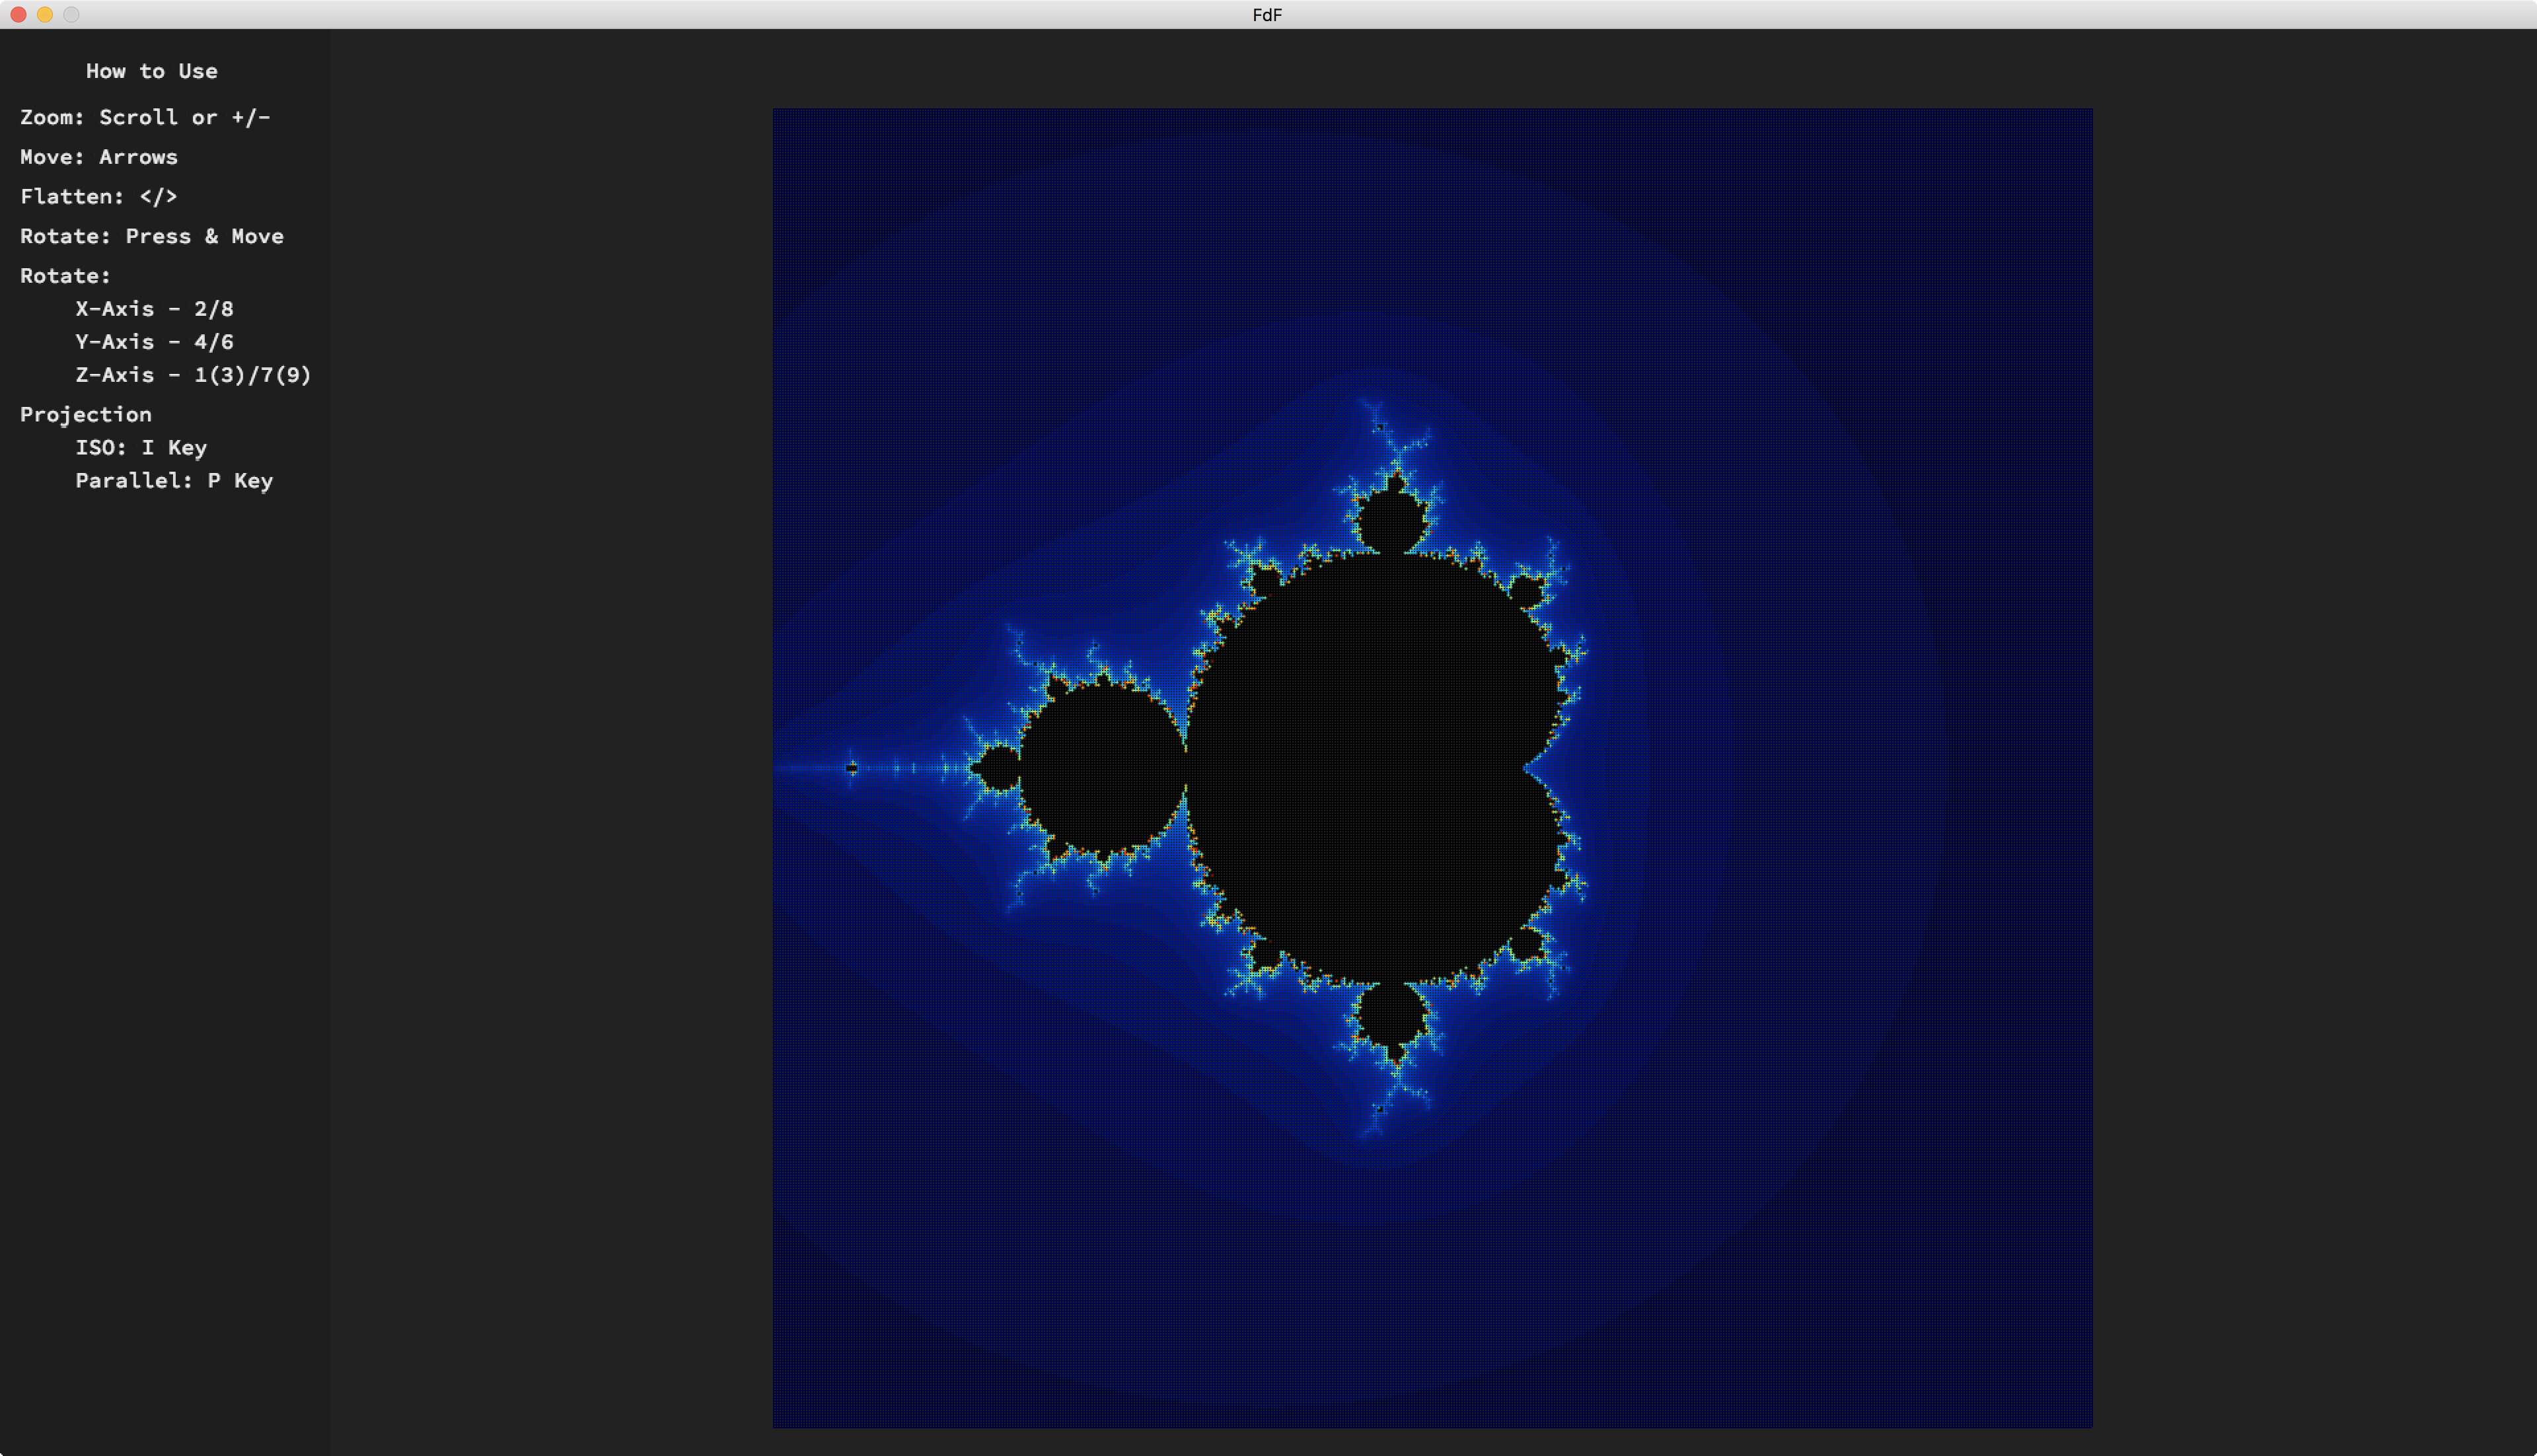 FdF
How to Use
Zoom: Scroll or +/-
Move: Arrows
Flatten: </>
Rotate: Press & Move
Rotate:
X-Axis - 2/8
Y-Axis - 4/6
Z-Axis - 1(3)/7(9)
Projection
ISO: I Key
Parallel: P Key